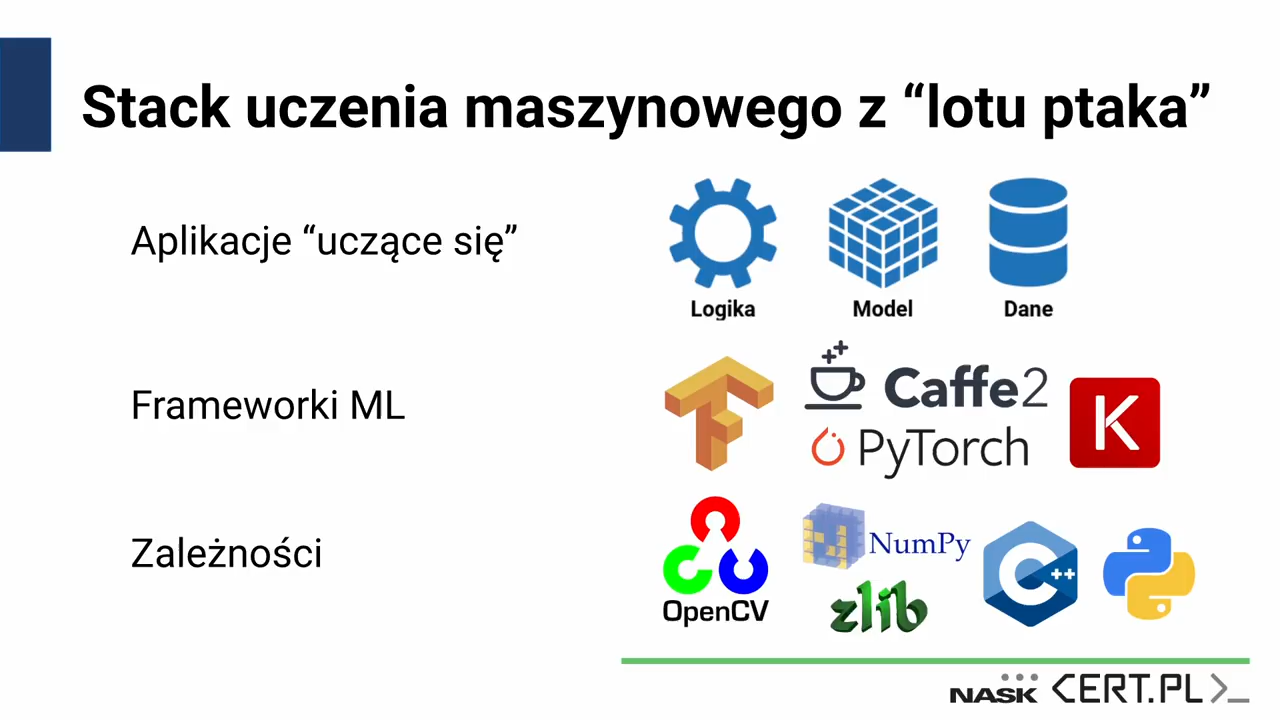 Stack uczenia maszynowego z “lotu ptaka”
Aplikacje “uczące się”
Logika
Model
Dane
Frameworki ML
Caffe2
PyTorch
K
Zależności
OpenCV
NumPy
zlib
C++
NASK CERT.PL>_